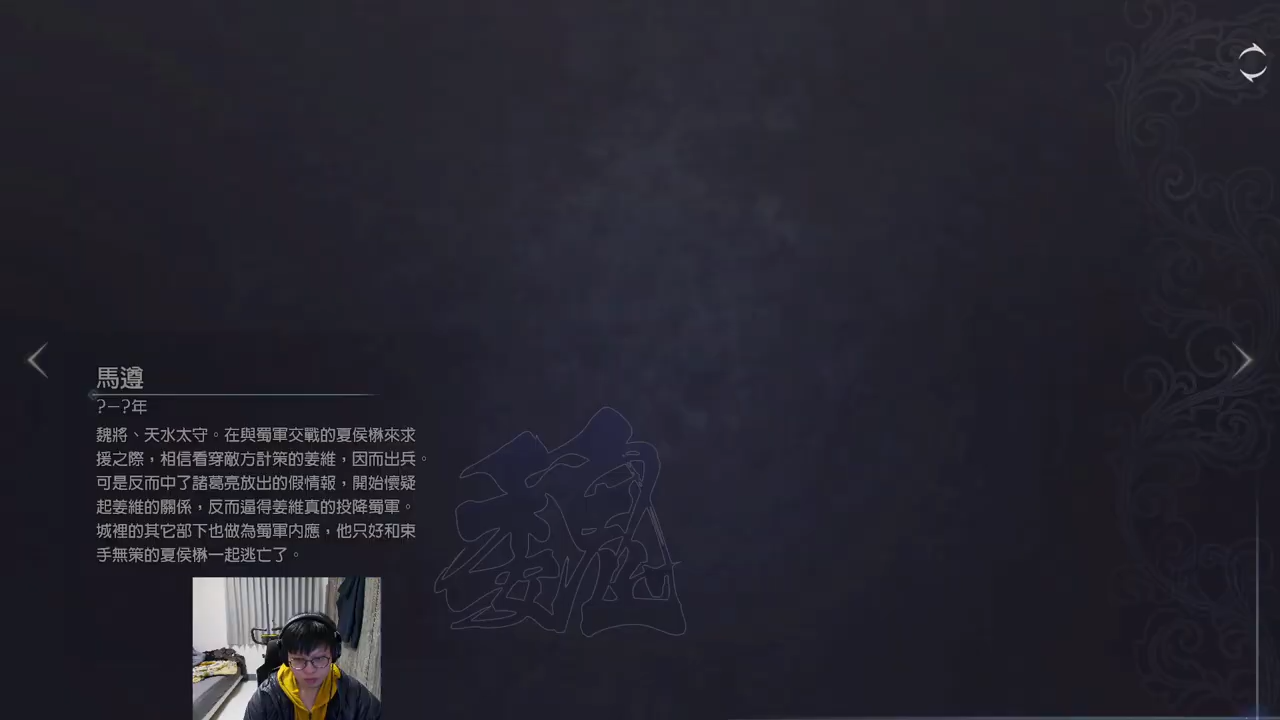 馬遵
?－?年
魏將、天水太守。在與蜀軍交戰的夏侯楙來求
援之際，相信看穿敵方計策的姜維，因而出兵。
可是反而中了諸葛亮放出的假情報，開始懷疑
起姜維的關係，反而逼得姜維真的投降蜀軍。
城裡的其它部下也做為蜀軍內應，他只好和束
手無策的夏侯楙一起逃亡了。
魏